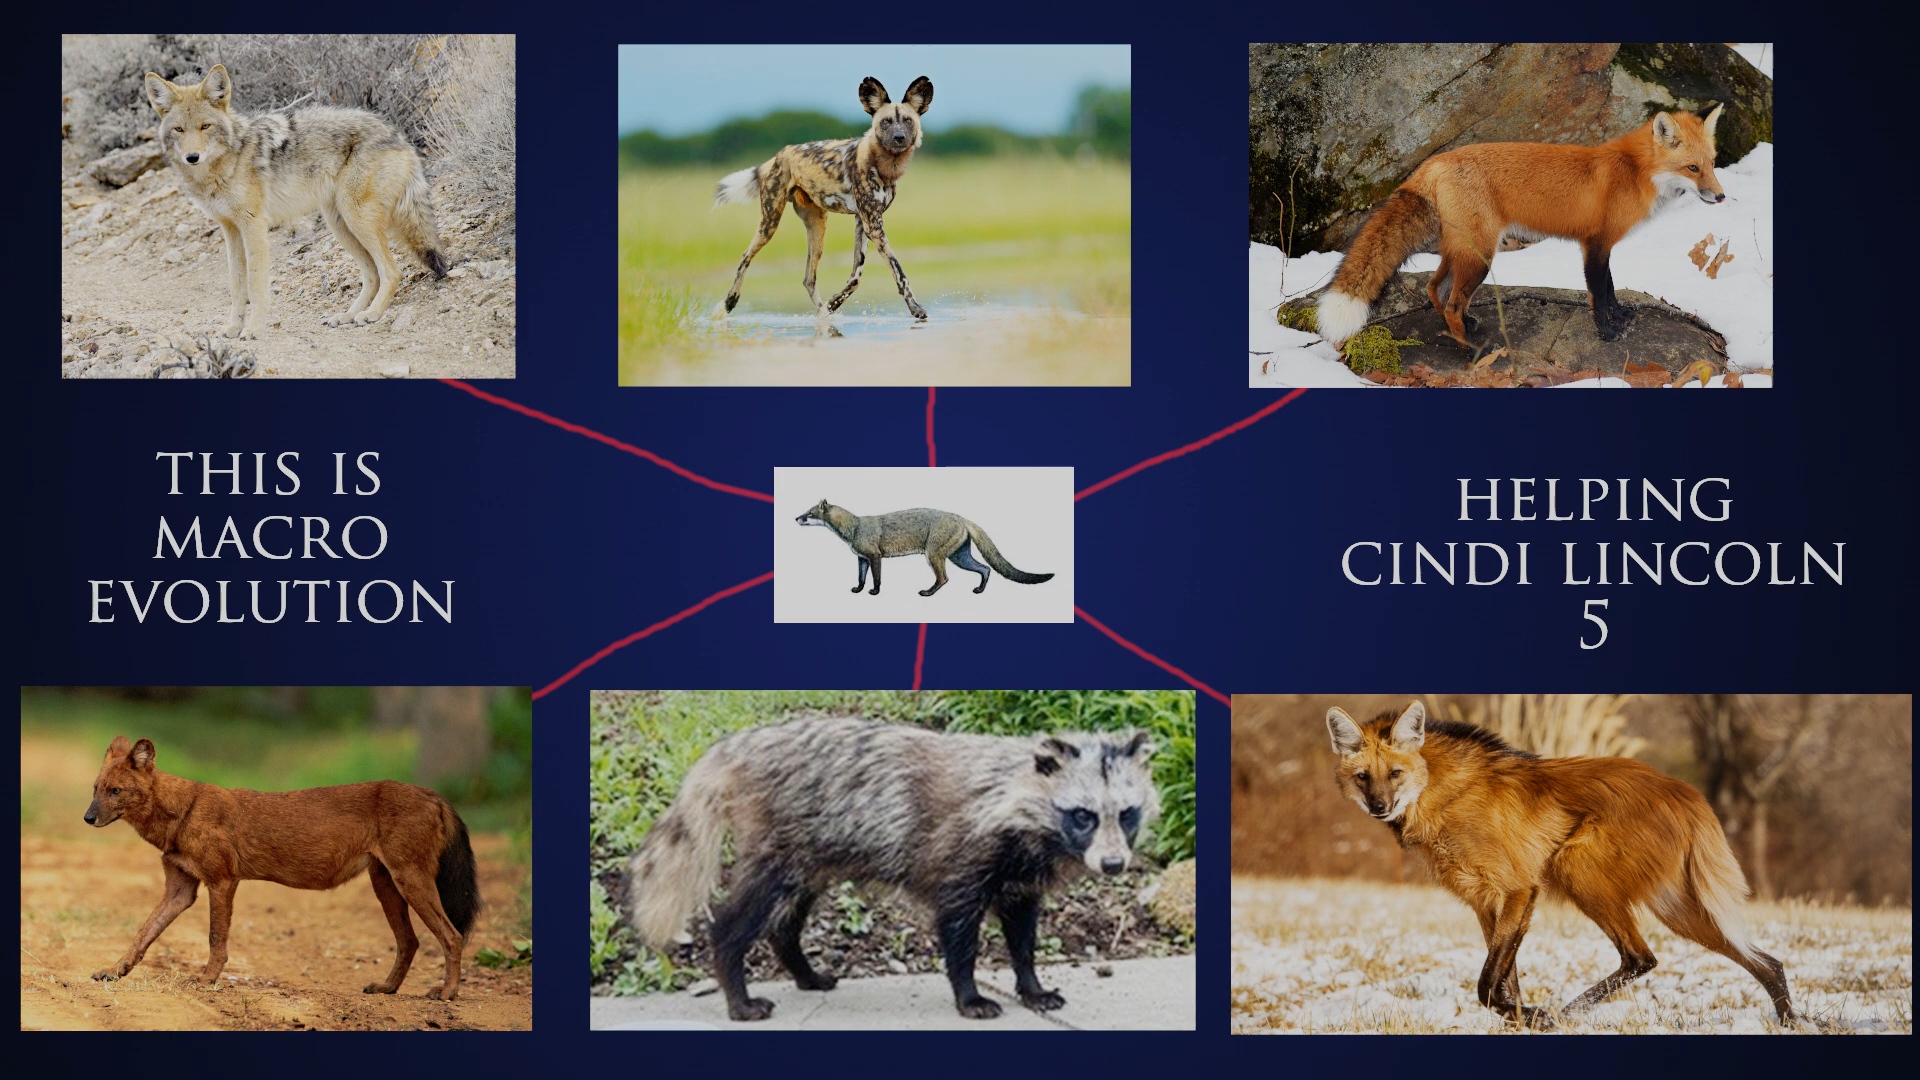 THIS IS
MACRO
EVOLUTION
HELPING
CINDI LINCOLN
5